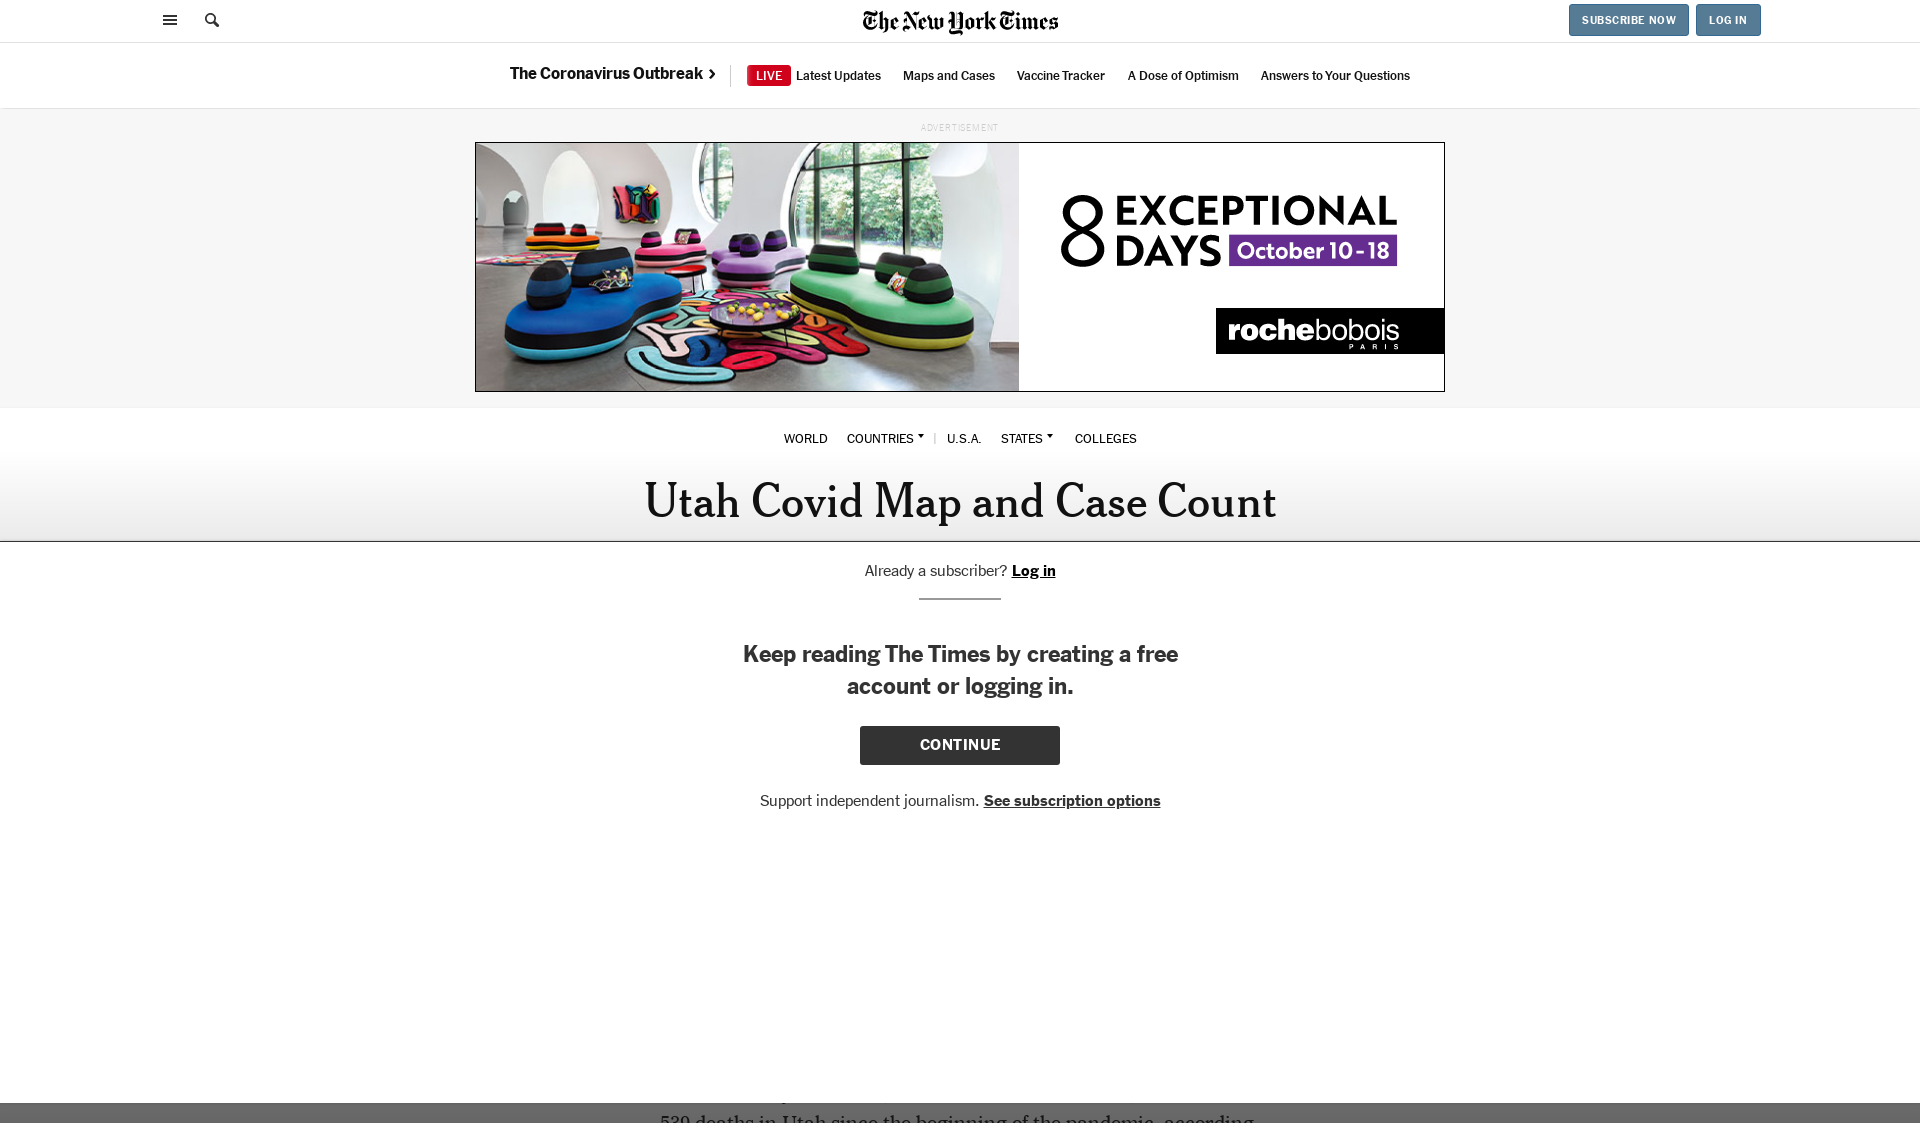 The New York Times
SUBSCRIBE NOW
LOG IN
The Coronavirus Outbreak ›
LIVE Latest Updates
Maps and Cases
Vaccine Tracker
A Dose of Optimism
Answers to Your Questions
ADVERTISEMENT
8 EXCEPTIONAL
DAYS October 10-18
rochebobois
PARIS
WORLD
COUNTRIES
U.S.A.
STATES
COLLEGES
Utah Covid Map and Case Count
Already a subscriber? Log in
Keep reading The Times by creating a free
account or logging in.
CONTINUE
Support independent journalism. See subscription options
539 deaths in Utah since the beginning of the pandemic, according